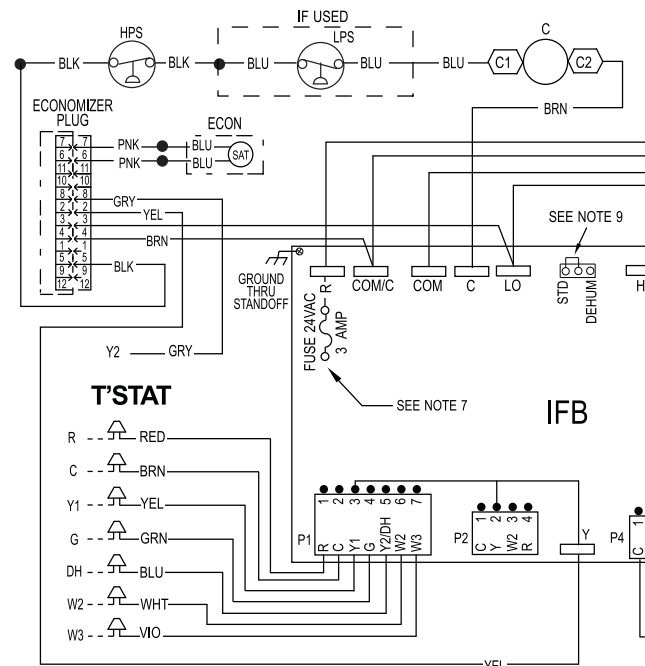 HPS
IF USED
LPS
C
BLK
BLK
BLU
BLU
BLU
C1
C2
BRN
ECONOMIZER
PLUG
ECON
7 7
6 6
11 11
10 10
8 8
2 2
3 3
4 4
1 1
5 5
9 9
12 12
PNK
BLU
PNK
BLU
SAT
GRY
YEL
BRN
BLK
SEE NOTE 9
GROUND
THRU
STANDOFF
R
COM/C
COM
C
LO
STD
DEHUM
H
FUSE 24VAC
3 AMP
Y2
GRY
SEE NOTE 7
IFB
T'STAT
R RED
C BRN
Y1 YEL
G GRN
DH BLU
W2 WHT
W3 VIO
P1
1 2 3 4 5 6 7
R C Y1 G Y2/DH W2 W3
P2
1 2 3 4
C Y W2 R
Y
P4
1
C
YEL